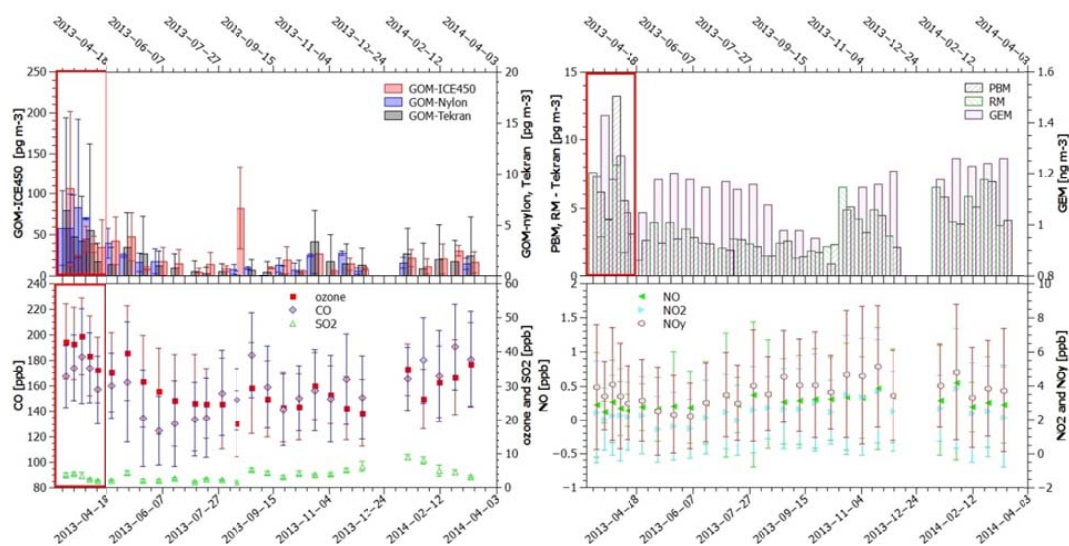 2013-04-18 2013-06-07 2013-07-27 2013-09-15 2013-11-04 2013-12-24 2014-02-12 2014-04-03
2013-04-18 2013-06-07 2013-07-27 2013-09-15 2013-11-04 2013-12-24 2014-02-12 2014-04-03
250 20 15 1.6
200 15 10 1.4
150 10 5 1.2
100 5 0 1
50 0 0.8
0
GOM-ICE450 [pg m-3]
GOM-ICE450
GOM-Nylon
GOM-Tekran
GOM-nylon, Tekran [pg m-3]
PBM, RM - Tekran [pg m-3]
PBM
RM
GEM
GEM [ng m-3]
240 60 2 10
220 50 1.5 8
200 40 1 6
180 30 0.5 4
160 20 0 2
140 10 −0.5 0
120 0 −1 −2
100
80
CO [ppb]
ozone
CO
SO2
ozone and SO2 [ppb]
NO [ppb]
NO
NO2
NOy
NO2 and NOy [ppb]
2013-04-18 2013-06-07 2013-07-27 2013-09-15 2013-11-04 2013-12-24 2014-02-12 2014-04-03
2013-04-18 2013-06-07 2013-07-27 2013-09-15 2013-11-04 2013-12-24 2014-02-12 2014-04-03